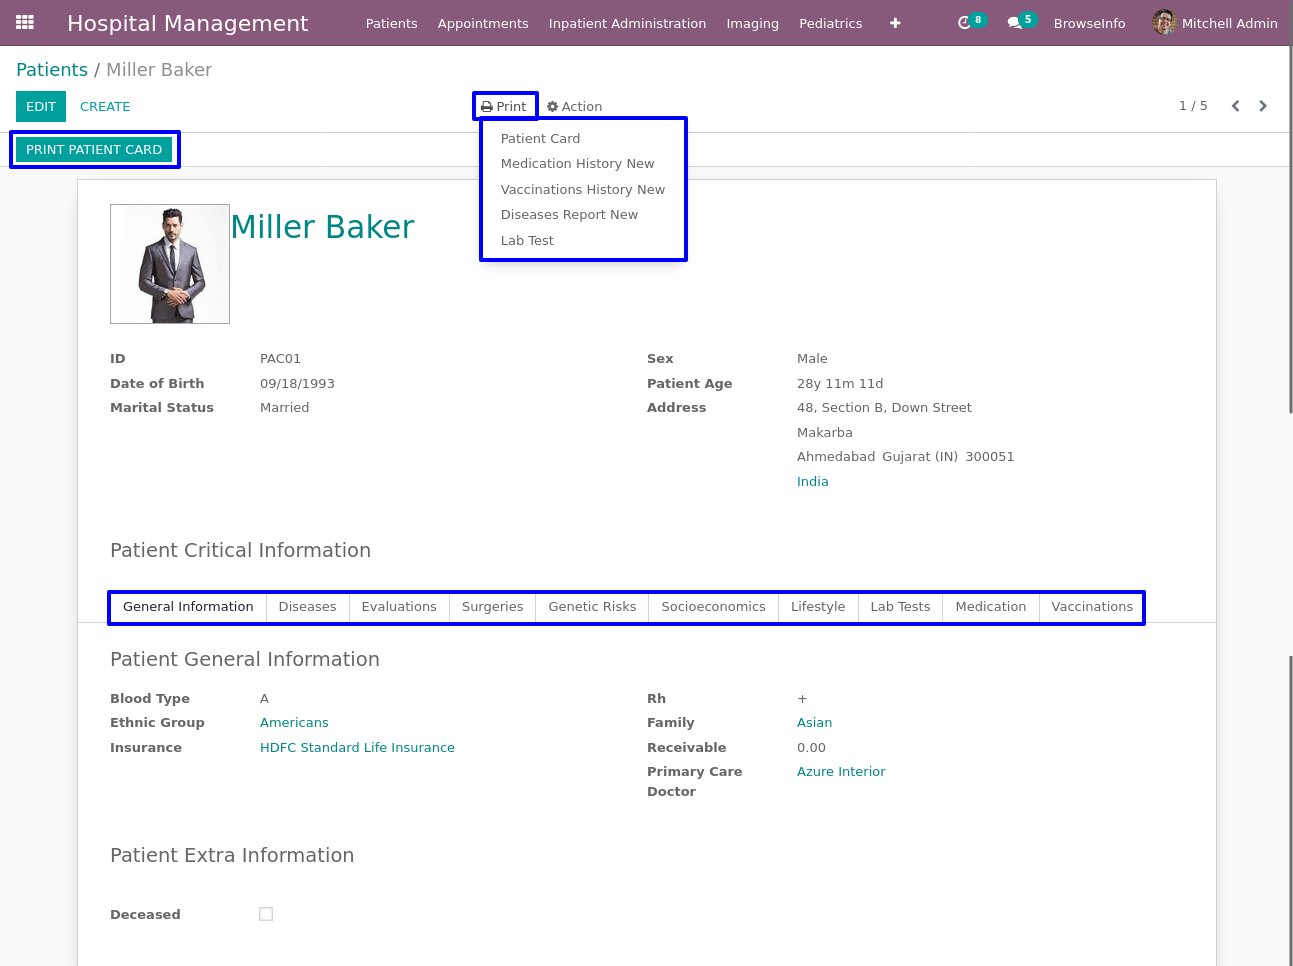 Hospital Management Patients Appointments Inpatient Administration Imaging Pediatrics 8 5 BrowseInfo Mitchell Admin
Patients / Miller Baker
EDIT CREATE Print Action 1 / 5
PRINT PATIENT CARD
Patient Card
Medication History New
Vaccinations History New
Diseases Report New
Lab Test
Miller Baker
ID PAC01 Sex Male
Date of Birth 09/18/1993 Patient Age 28y 11m 11d
Marital Status Married Address 48, Section B, Down Street
Makarba
Ahmedabad Gujarat (IN) 300051
India
Patient Critical Information
General Information Diseases Evaluations Surgeries Genetic Risks Socioeconomics Lifestyle Lab Tests Medication Vaccinations
Patient General Information
Blood Type A Rh +
Ethnic Group Americans Family Asian
Insurance HDFC Standard Life Insurance Receivable 0.00
Primary Care Azure Interior
Doctor
Patient Extra Information
Deceased